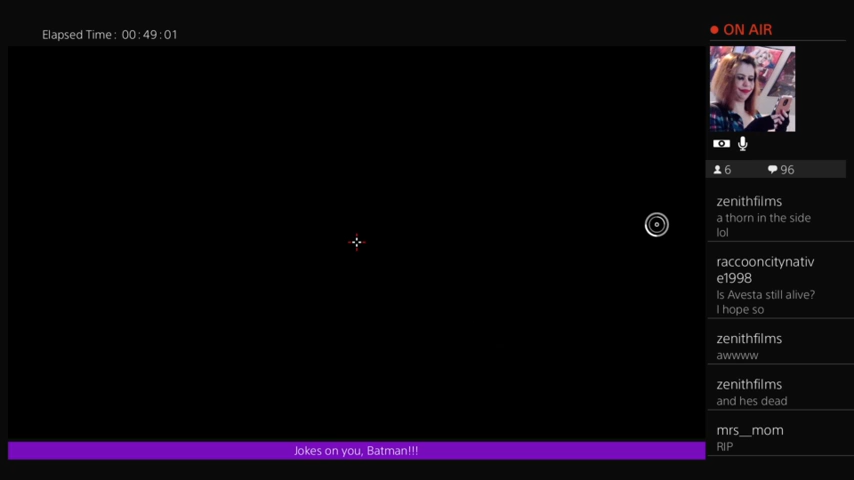 Elapsed Time: 00:49:01
ON AIR
6 96
zenithfilms
a thorn in the side
lol
raccooncitynativ
e1998
Is Avesta still alive?
I hope so
zenithfilms
awwww
zenithfilms
and hes dead
mrs__mom
RIP
Jokes on you, Batman!!!